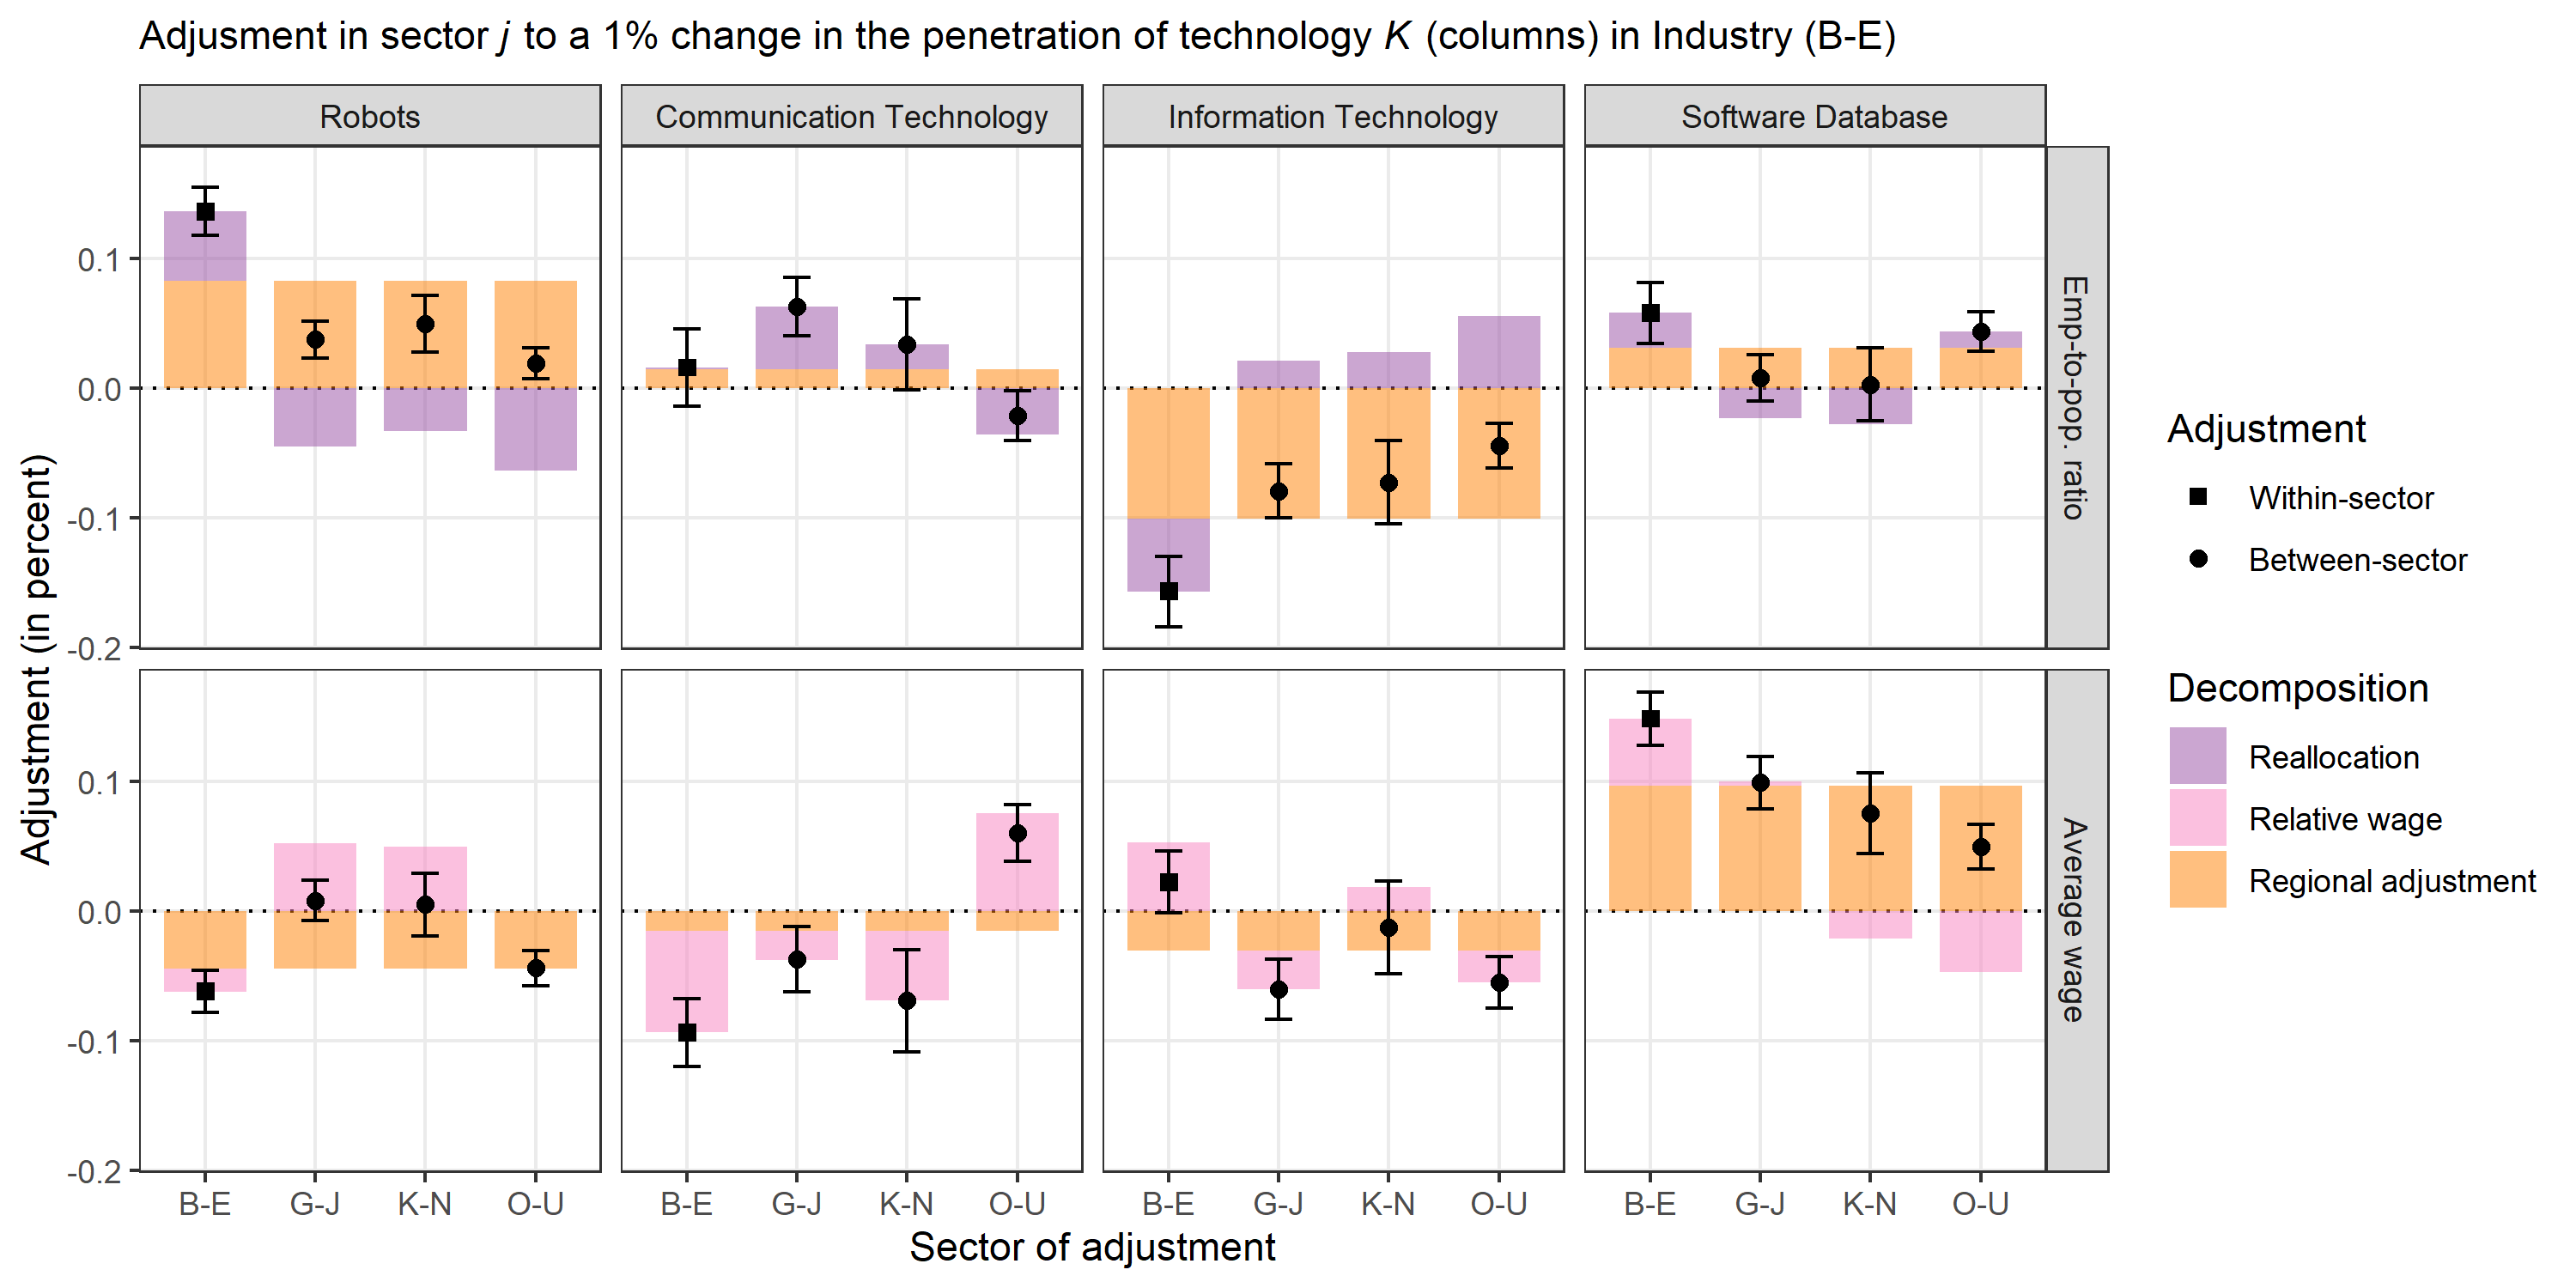 Adjusment in sector j to a 1% change in the penetration of technology K (columns) in Industry (B-E)
Robots
Communication Technology
Information Technology
Software Database
Adjustment (in percent)
0.1
0.0
-0.1
-0.2
Emp-to-pop. ratio
0.1
0.0
-0.1
-0.2
Average wage
B-E G-J K-N O-U
B-E G-J K-N O-U
B-E G-J K-N O-U
B-E G-J K-N O-U
Sector of adjustment
Adjustment
Within-sector
Between-sector
Decomposition
Reallocation
Relative wage
Regional adjustment